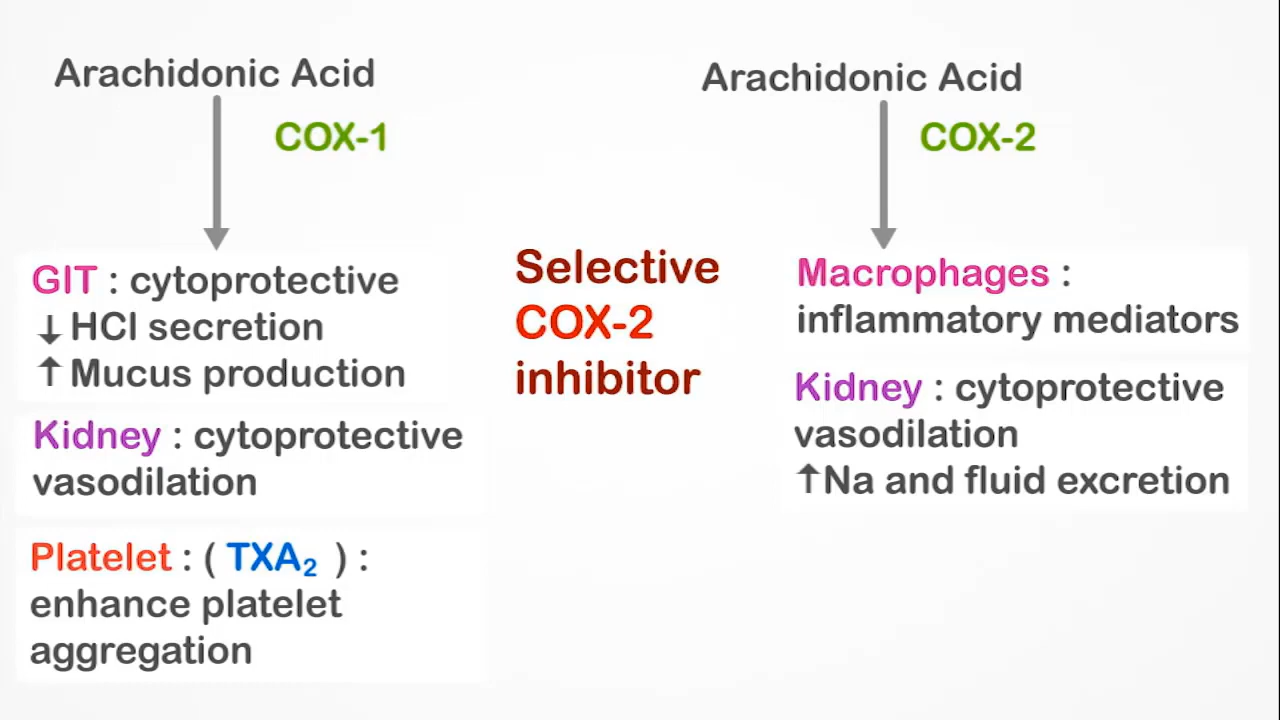 Arachidonic Acid
COX-1
GIT : cytoprotective
↓ HCl secretion
↑ Mucus production
Kidney : cytoprotective
vasodilation
Platelet : ( TXA₂ ) :
enhance platelet
aggregation
Selective
COX-2
inhibitor
Arachidonic Acid
COX-2
Macrophages :
inflammatory mediators
Kidney : cytoprotective
vasodilation
↑Na and fluid excretion